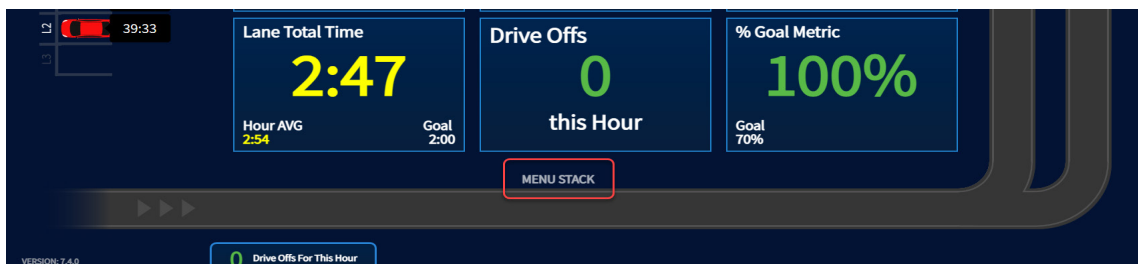 L2
39:33
L3
Lane Total Time
2:47
Hour AVG
2:54
Goal
2:00
Drive Offs
0
this Hour
% Goal Metric
100%
Goal
70%
MENU STACK
VERSION: 7.4.0
0 Drive Offs For This Hour